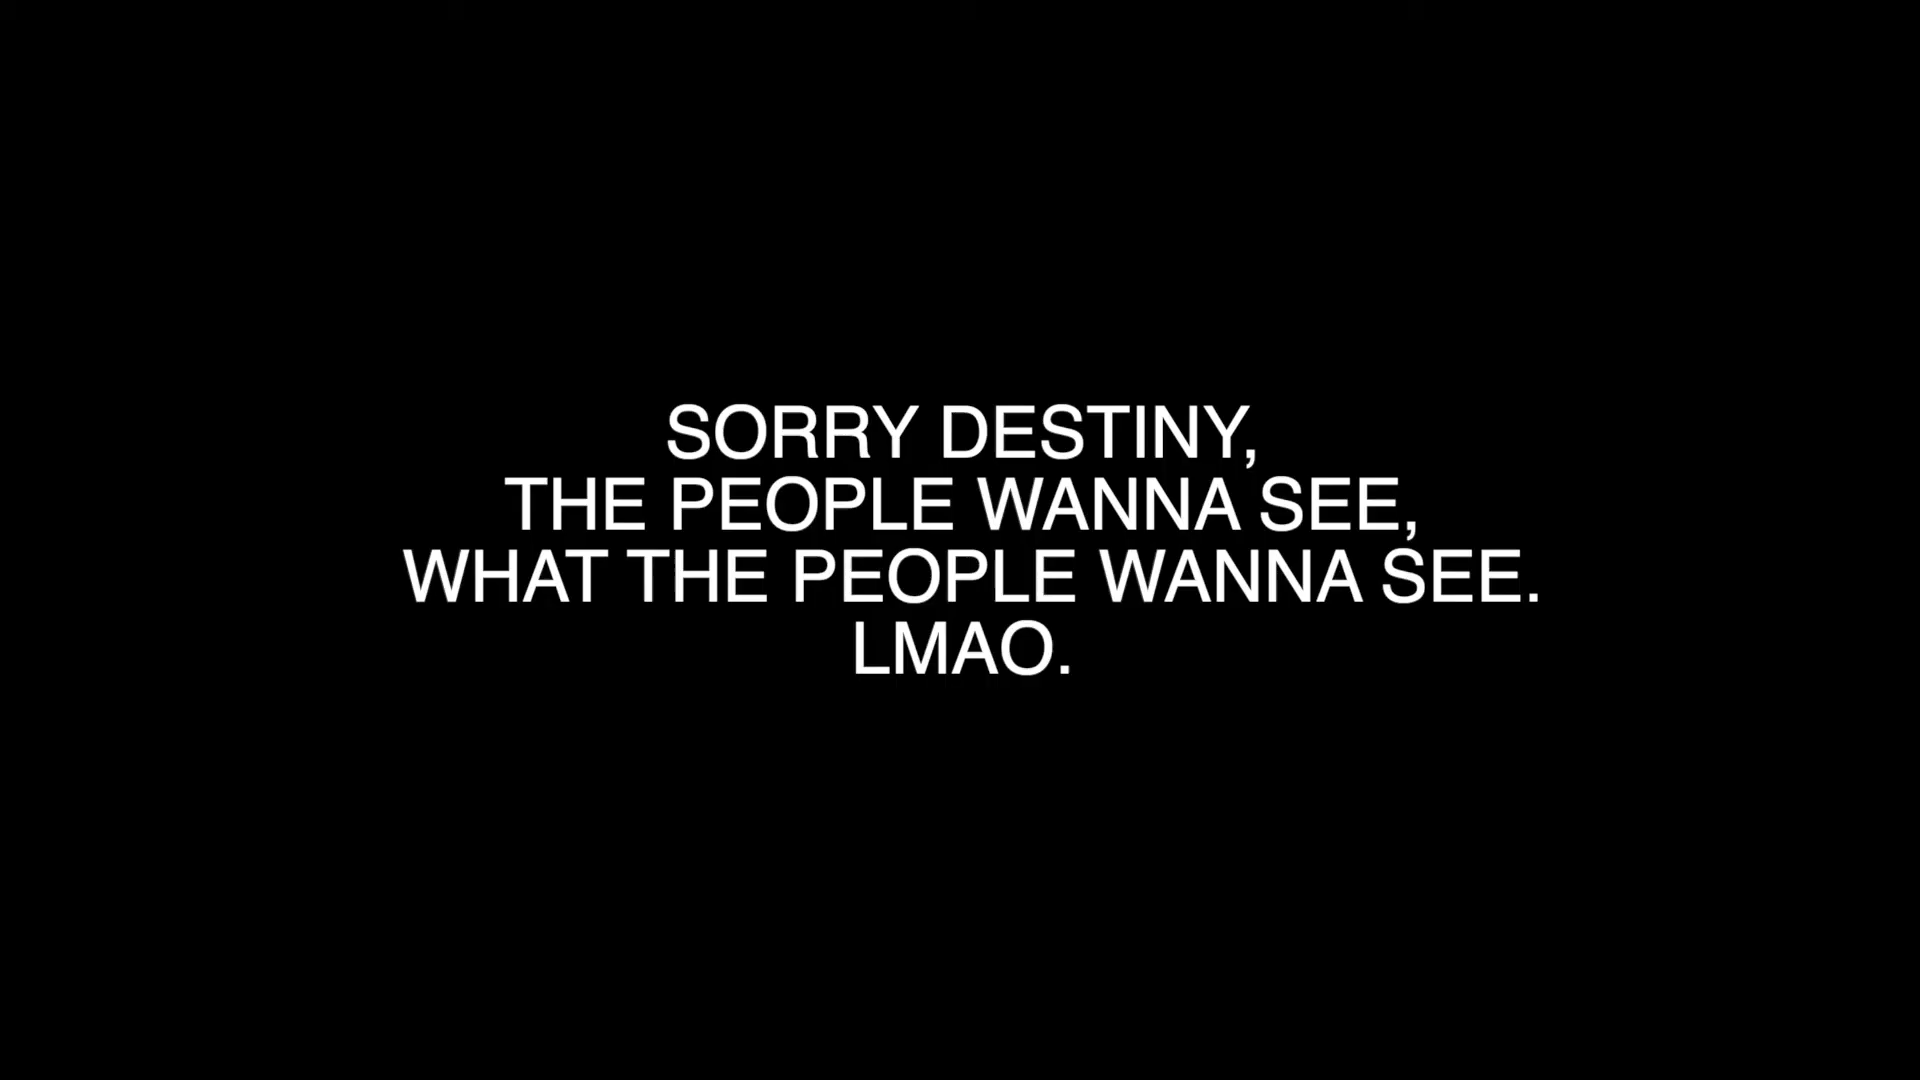 SORRY DESTINY,
THE PEOPLE WANNA SEE,
WHAT THE PEOPLE WANNA SEE.
LMAO.